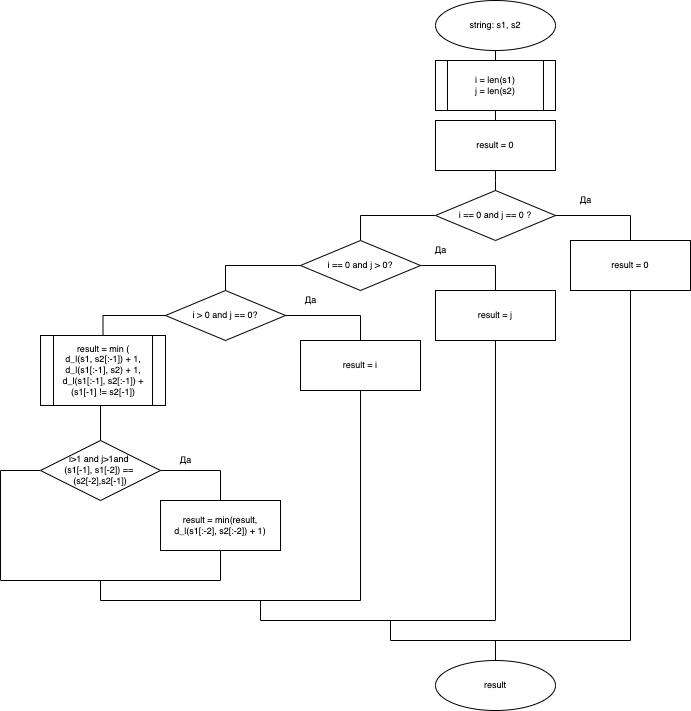 string: s1, s2
i = len(s1)
j = len(s2)
result = 0
i == 0 and j == 0 ?
Да
result = 0
i == 0 and j > 0?
Да
result = j
i > 0 and j == 0?
Да
result = i
result = min (
d_l(s1, s2[:-1]) + 1,
d_l(s1[:-1], s2) + 1,
d_l(s1[:-1], s2[:-1]) +
(s1[-1] != s2[-1])
i>1 and j>1and
(s1[-1], s1[-2]) ==
(s2[-2],s2[-1])
Да
result = min(result,
d_l(s1[:-2], s2[:-2]) + 1)
result